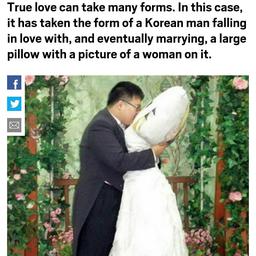 True love can take many forms. In this case,
it has taken the form of a Korean man falling
in love with, and eventually marrying, a large
pillow with a picture of a woman on it.